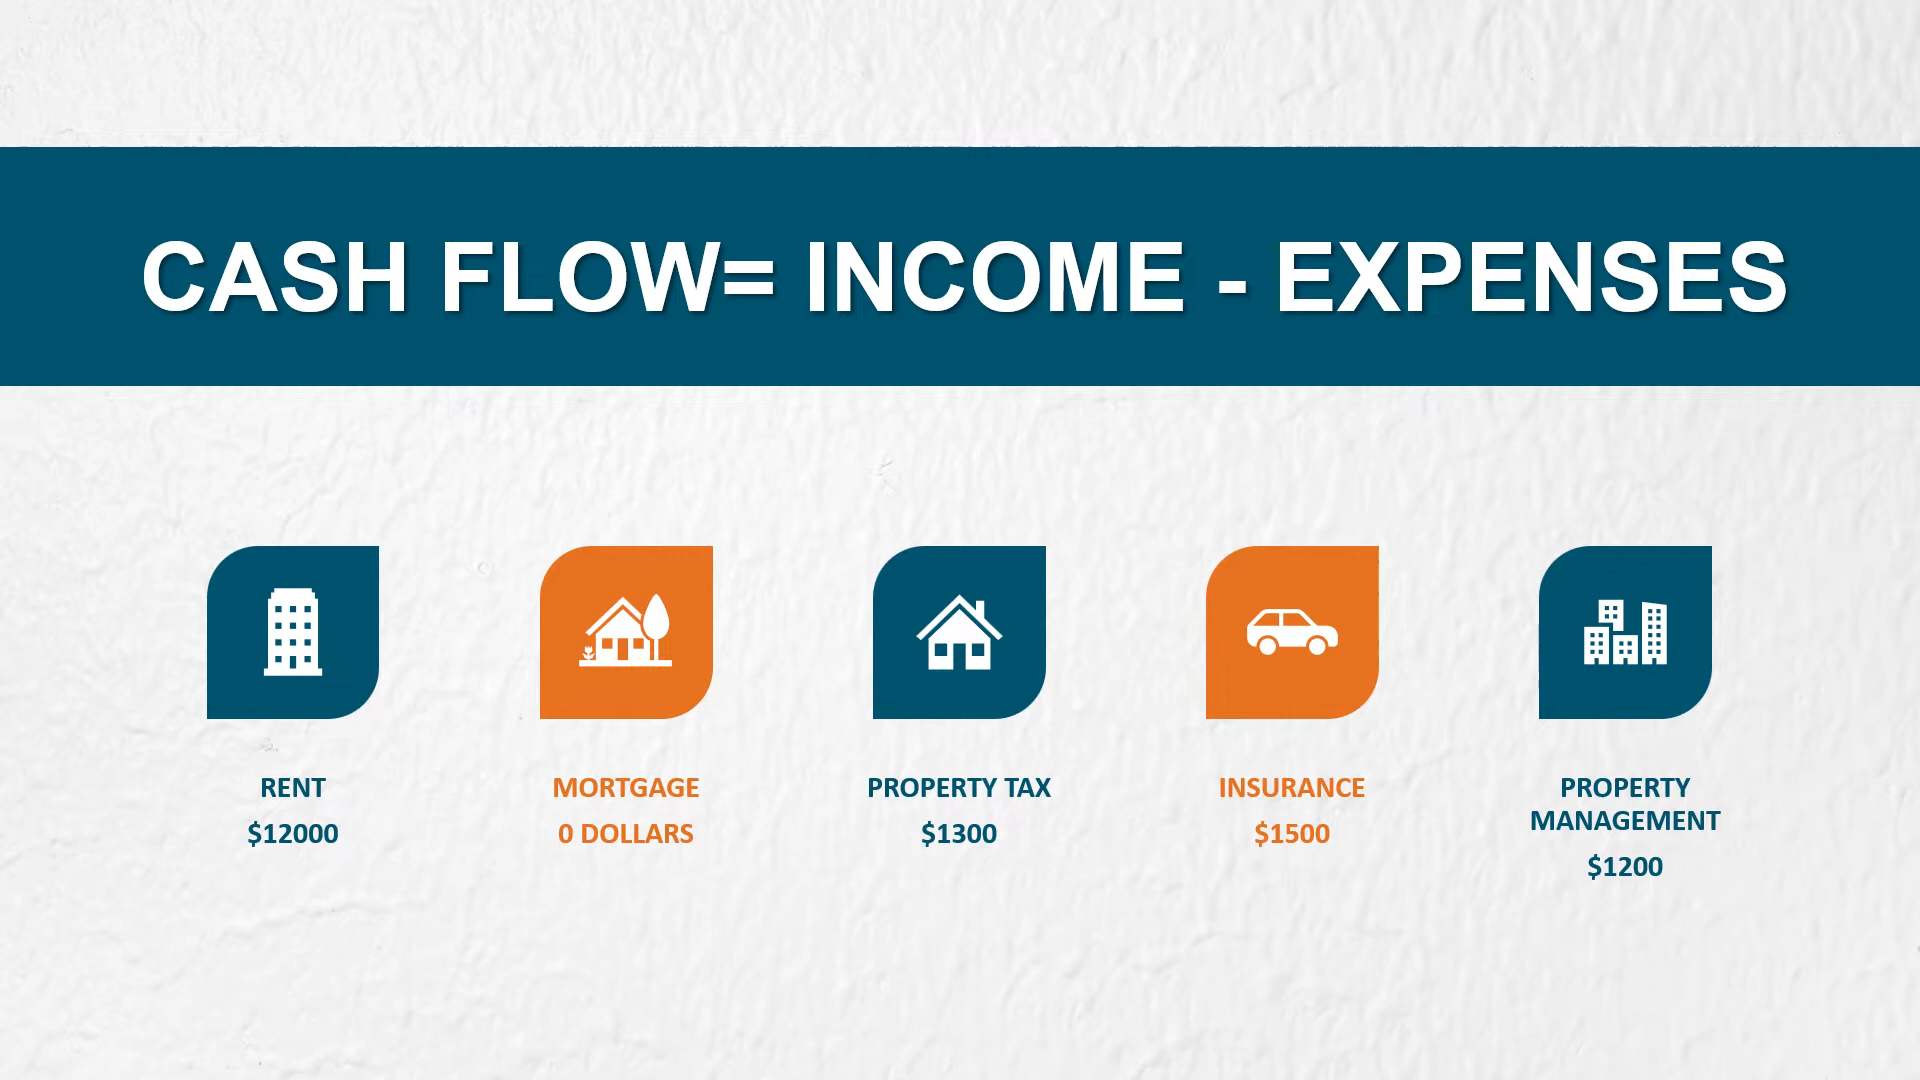 CASH FLOW= INCOME - EXPENSES
RENT
$12000
MORTGAGE
0 DOLLARS
PROPERTY TAX
$1300
INSURANCE
$1500
PROPERTY
MANAGEMENT
$1200